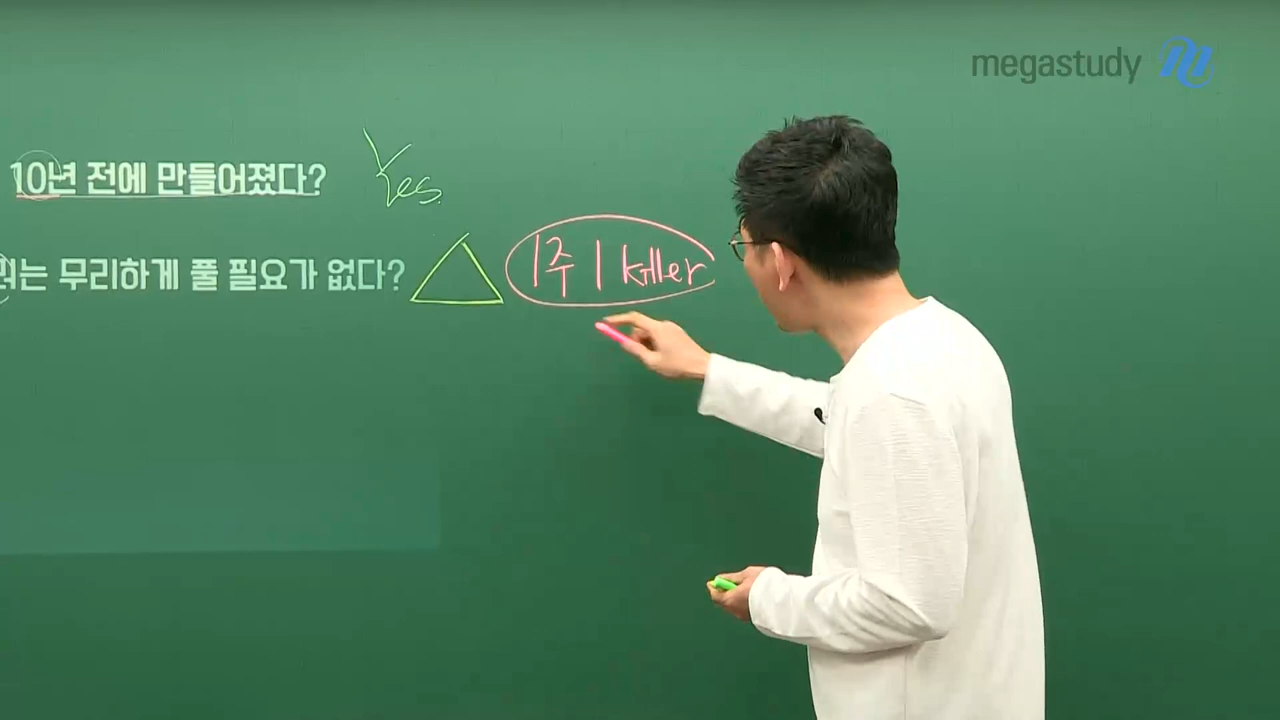 megastudy
10년 전에 만들어졌다? Yes.
는 무리하게 풀 필요가 없다? 1주 1 killer